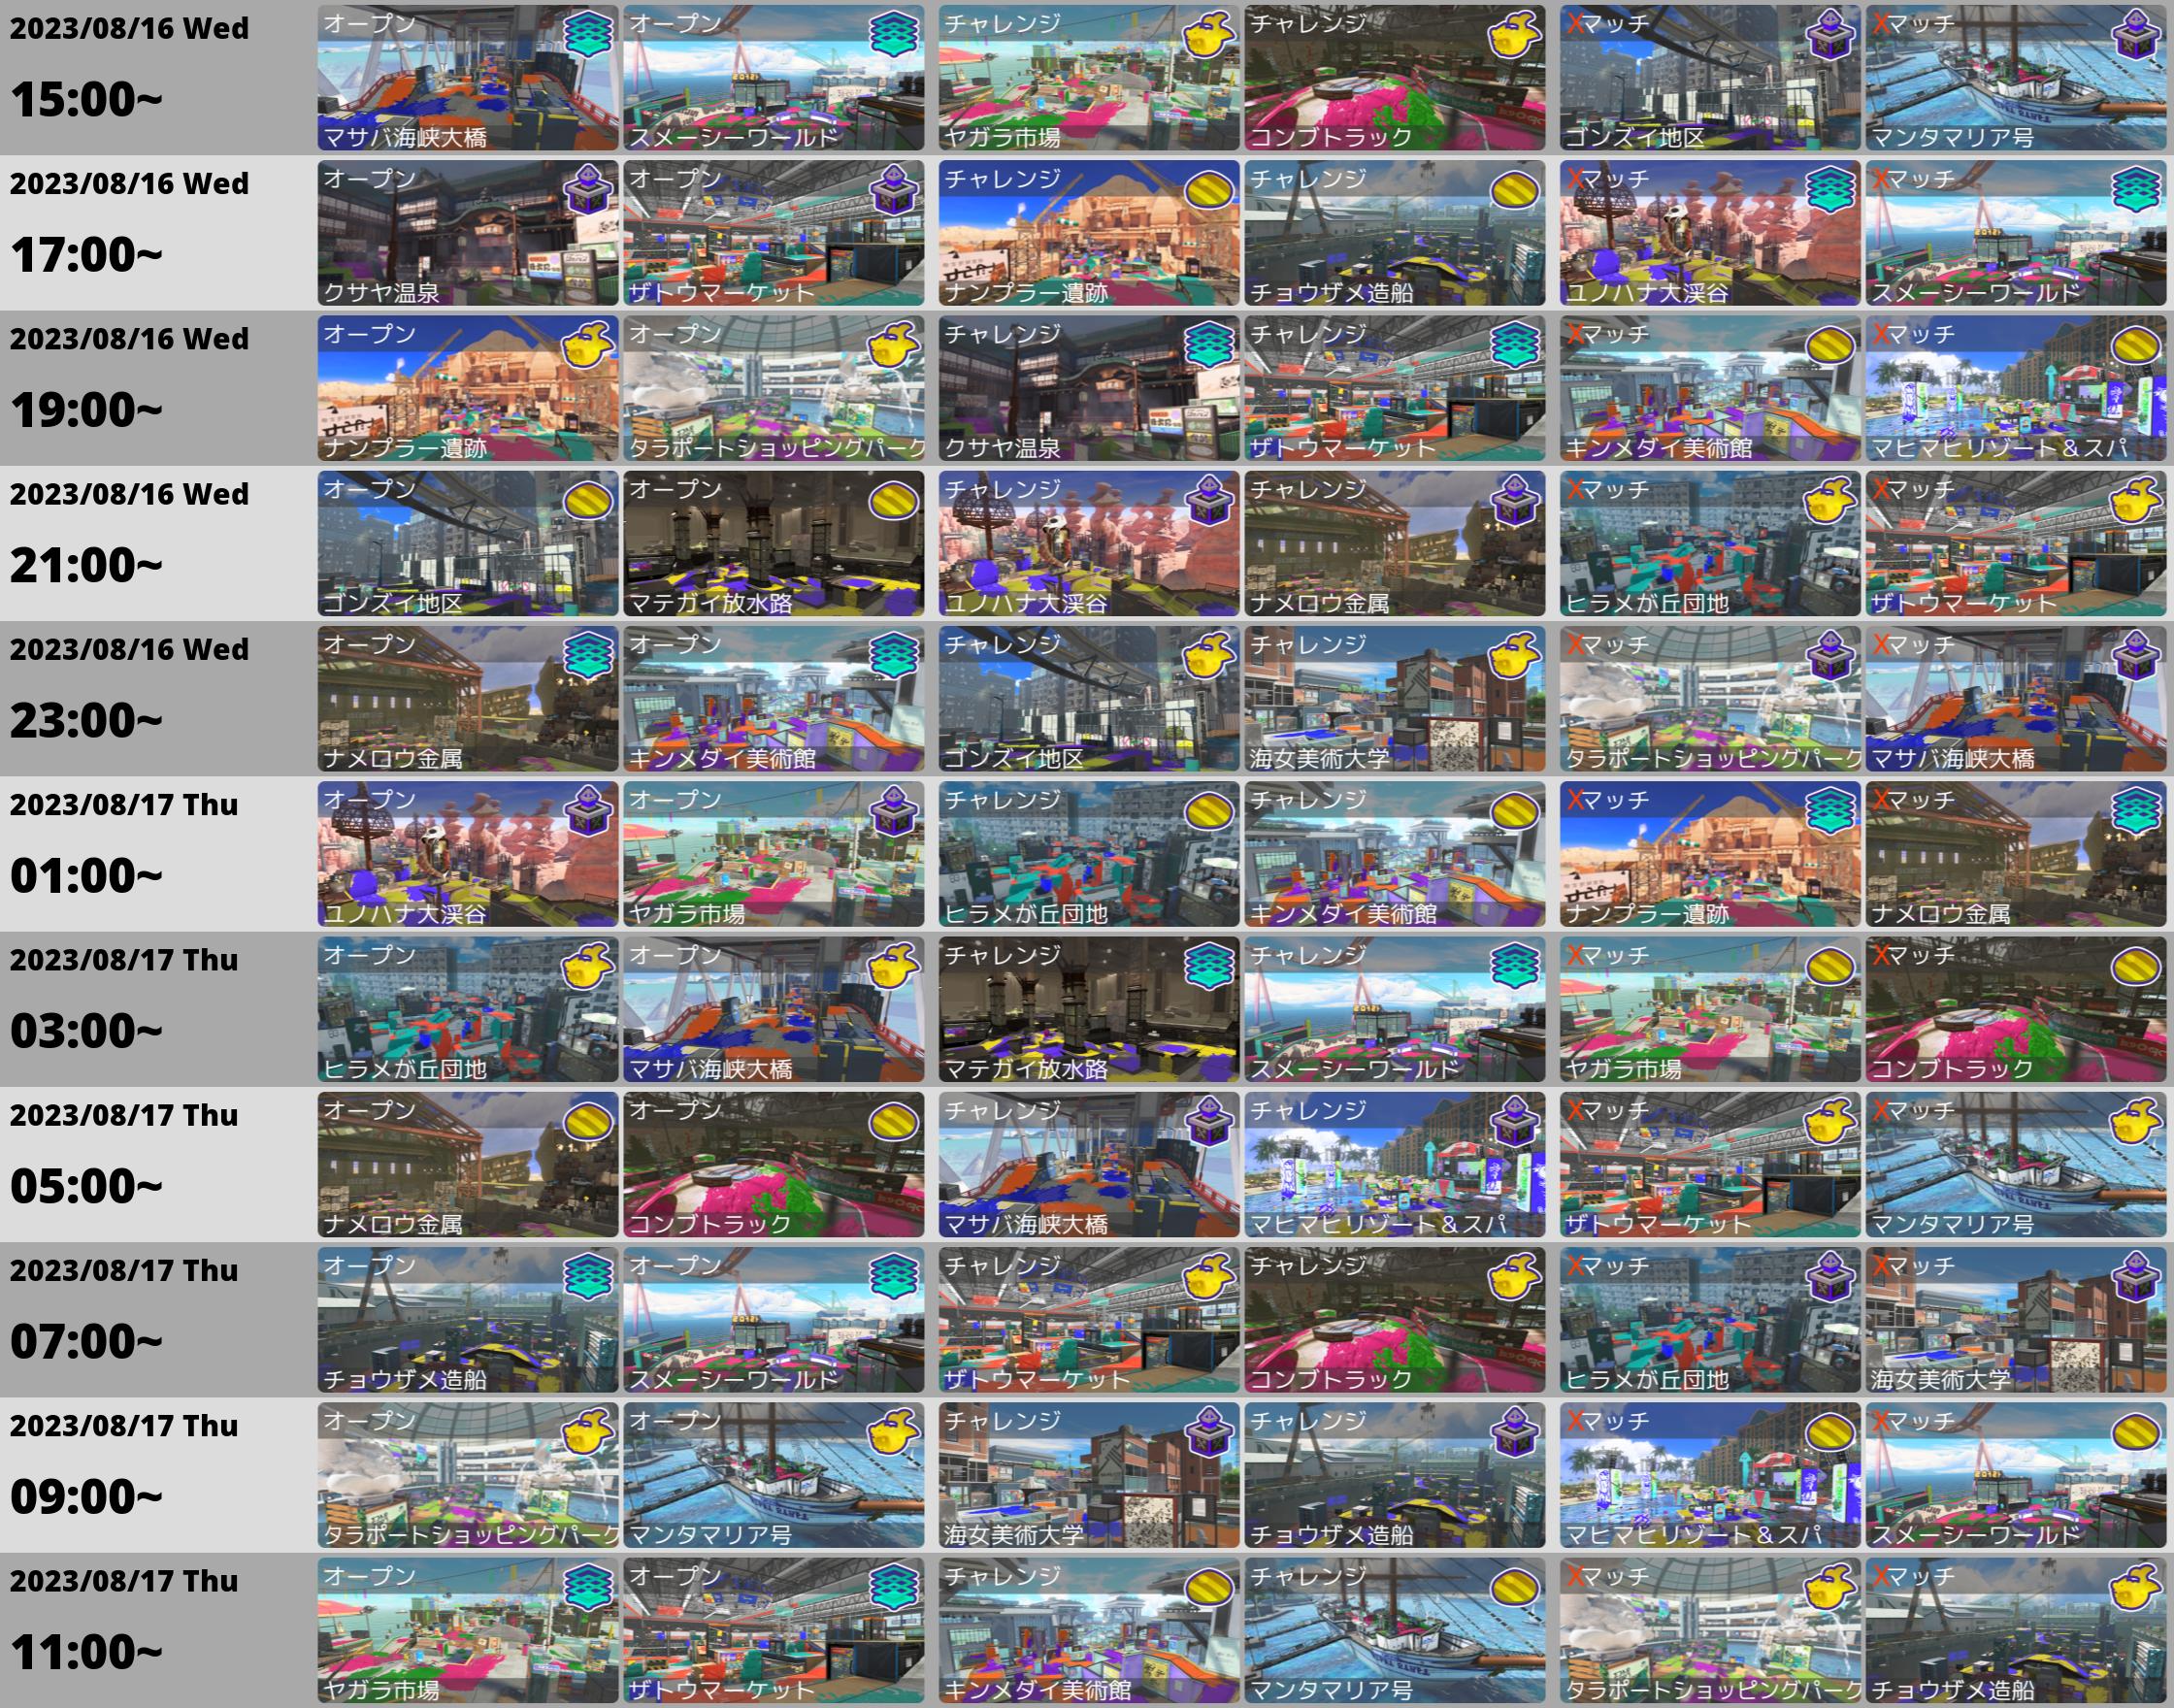 2023/08/16 Wed
15:00~
オープン
マサバ海峡大橋
オープン
スメーシーワールド
チャレンジ
ヤガラ市場
チャレンジ
コンブトラック
Xマッチ
ゴンズイ地区
Xマッチ
マンタマリア号
2023/08/16 Wed
17:00~
オープン
クサヤ温泉
オープン
ザトウマーケット
チャレンジ
ナンプラー遺跡
チャレンジ
チョウザメ造船
Xマッチ
ユノハナ大渓谷
Xマッチ
スメーシーワールド
2023/08/16 Wed
19:00~
オープン
ナンプラー遺跡
オープン
タラポートショッピングパーク
チャレンジ
クサヤ温泉
チャレンジ
ザトウマーケット
Xマッチ
キンメダイ美術館
Xマッチ
マヒマヒリゾート&スパ
2023/08/16 Wed
21:00~
オープン
ゴンズイ地区
オープン
マテガイ放水路
チャレンジ
ユノハナ大渓谷
チャレンジ
ナメロウ金属
Xマッチ
ヒラメが丘団地
Xマッチ
ザトウマーケット
2023/08/16 Wed
23:00~
オープン
ナメロウ金属
オープン
キンメダイ美術館
チャレンジ
ゴンズイ地区
チャレンジ
海女美術大学
Xマッチ
タラポートショッピングパーク
Xマッチ
マサバ海峡大橋
2023/08/17 Thu
01:00~
オープン
ユノハナ大渓谷
オープン
ヤガラ市場
チャレンジ
ヒラメが丘団地
チャレンジ
キンメダイ美術館
Xマッチ
ナンプラー遺跡
Xマッチ
ナメロウ金属
2023/08/17 Thu
03:00~
オープン
ヒラメが丘団地
オープン
マサバ海峡大橋
チャレンジ
マテガイ放水路
チャレンジ
スメーシーワールド
Xマッチ
ヤガラ市場
Xマッチ
コンブトラック
2023/08/17 Thu
05:00~
オープン
ナメロウ金属
オープン
コンブトラック
チャレンジ
マサバ海峡大橋
チャレンジ
マヒマヒリゾート&スパ
Xマッチ
ザトウマーケット
Xマッチ
マンタマリア号
2023/08/17 Thu
07:00~
オープン
チョウザメ造船
オープン
スメーシーワールド
チャレンジ
ザトウマーケット
チャレンジ
コンブトラック
Xマッチ
ヒラメが丘団地
Xマッチ
海女美術大学
2023/08/17 Thu
09:00~
オープン
タラポートショッピングパーク
オープン
マンタマリア号
チャレンジ
海女美術大学
チャレンジ
チョウザメ造船
Xマッチ
マヒマヒリゾート&スパ
Xマッチ
スメーシーワールド
2023/08/17 Thu
11:00~
オープン
ヤガラ市場
オープン
ザトウマーケット
チャレンジ
キンメダイ美術館
チャレンジ
マンタマリア号
Xマッチ
タラポートショッピングパーク
Xマッチ
チョウザメ造船